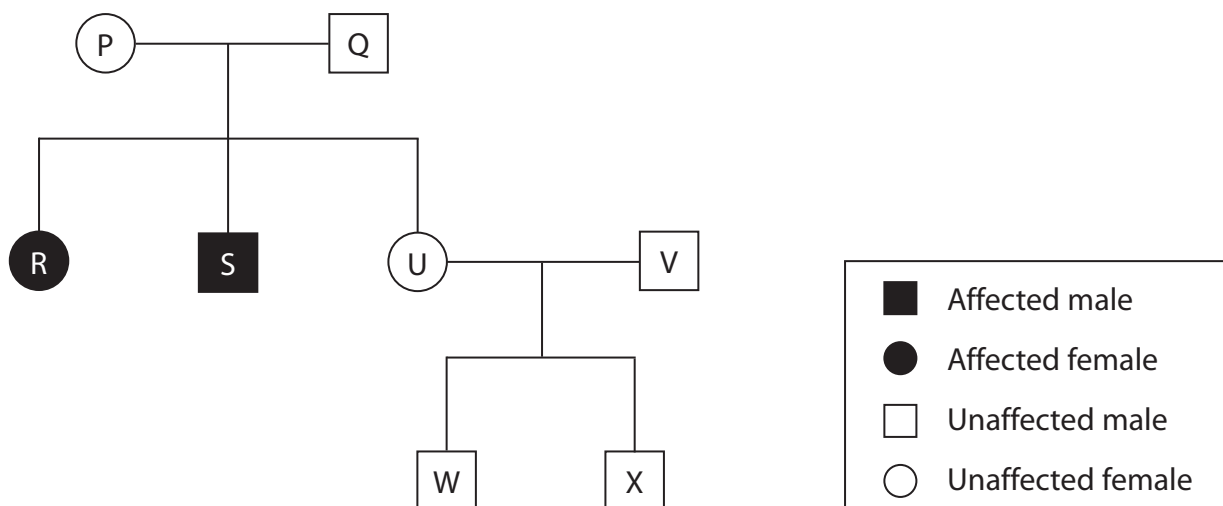 P Q
R S U V
Affected male
Affected female
Unaffected male
W X
Unaffected female